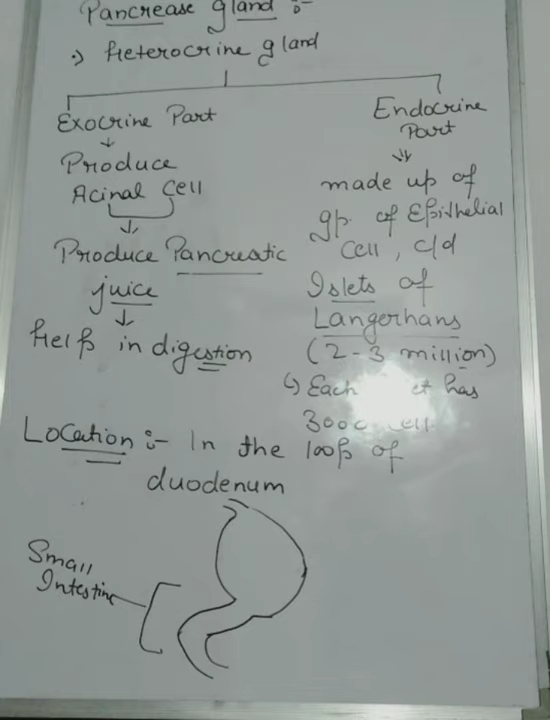 Pancrease gland :-
:) Heterocrine gland
Exocrine Part
Produce
Acinal Cell
Produce Pancreatic
juice
Help in digestion
Endocrine
Part
made up of
gp. of Epithelial
Cell, c/d
Islets of
Langerhans
(2-3 million)
Each has
Location :- In the loop of
duodenum
Small
Intestine